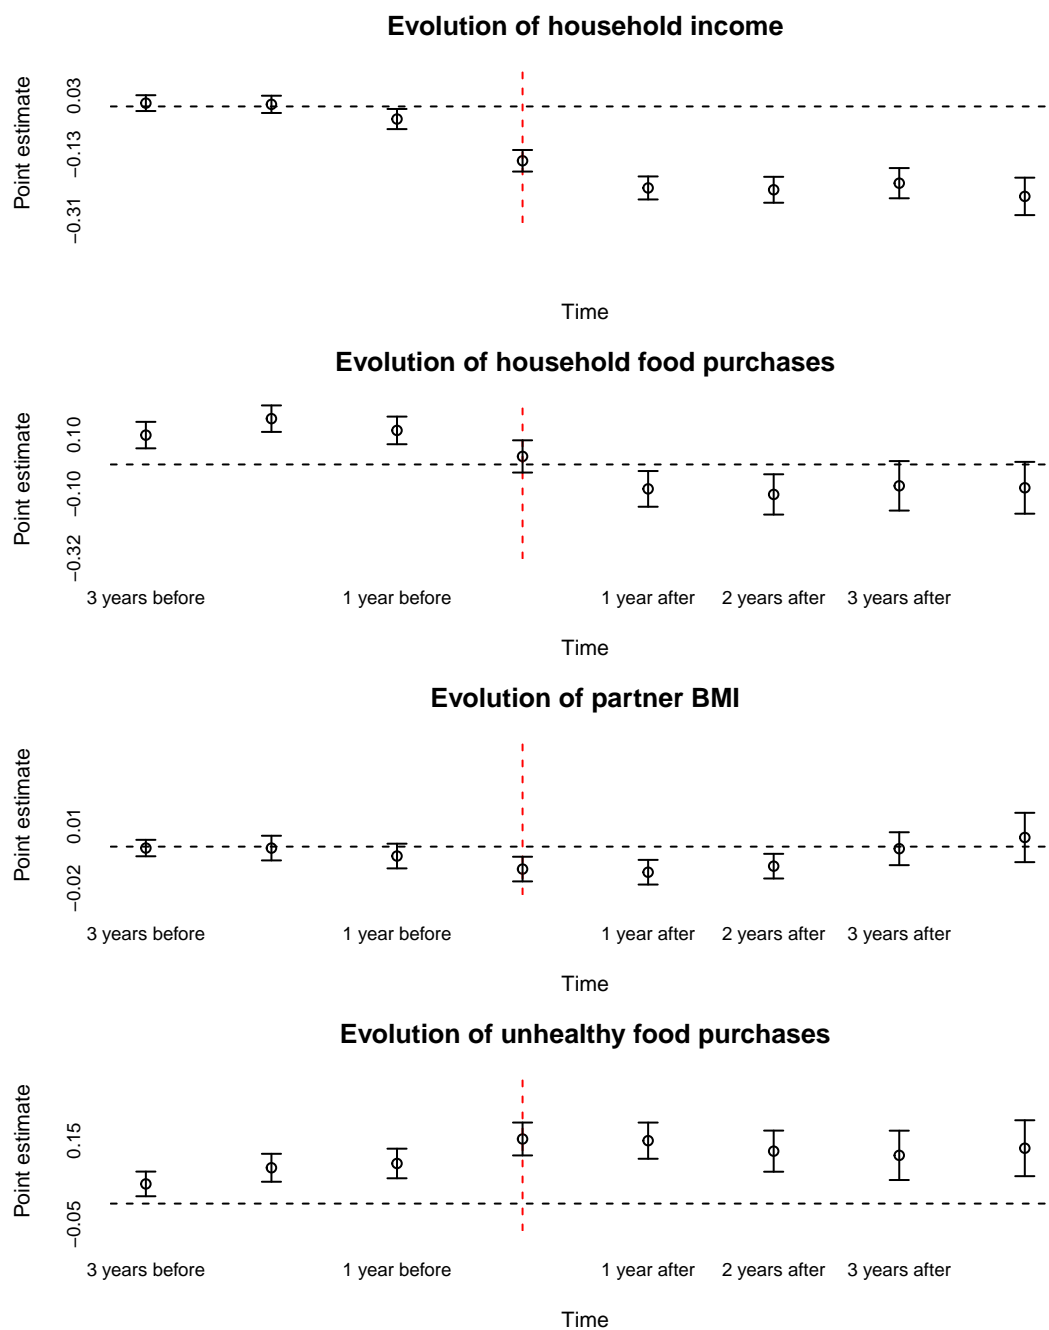 Evolution of household income
Point estimate
0.03
−0.13
−0.31
Time
Evolution of household food purchases
Point estimate
0.10
−0.10
−0.32
3 years before 1 year before 1 year after 2 years after 3 years after
Time
Evolution of partner BMI
Point estimate
0.01
−0.02
3 years before 1 year before 1 year after 2 years after 3 years after
Time
Evolution of unhealthy food purchases
Point estimate
0.15
−0.05
3 years before 1 year before 1 year after 2 years after 3 years after
Time